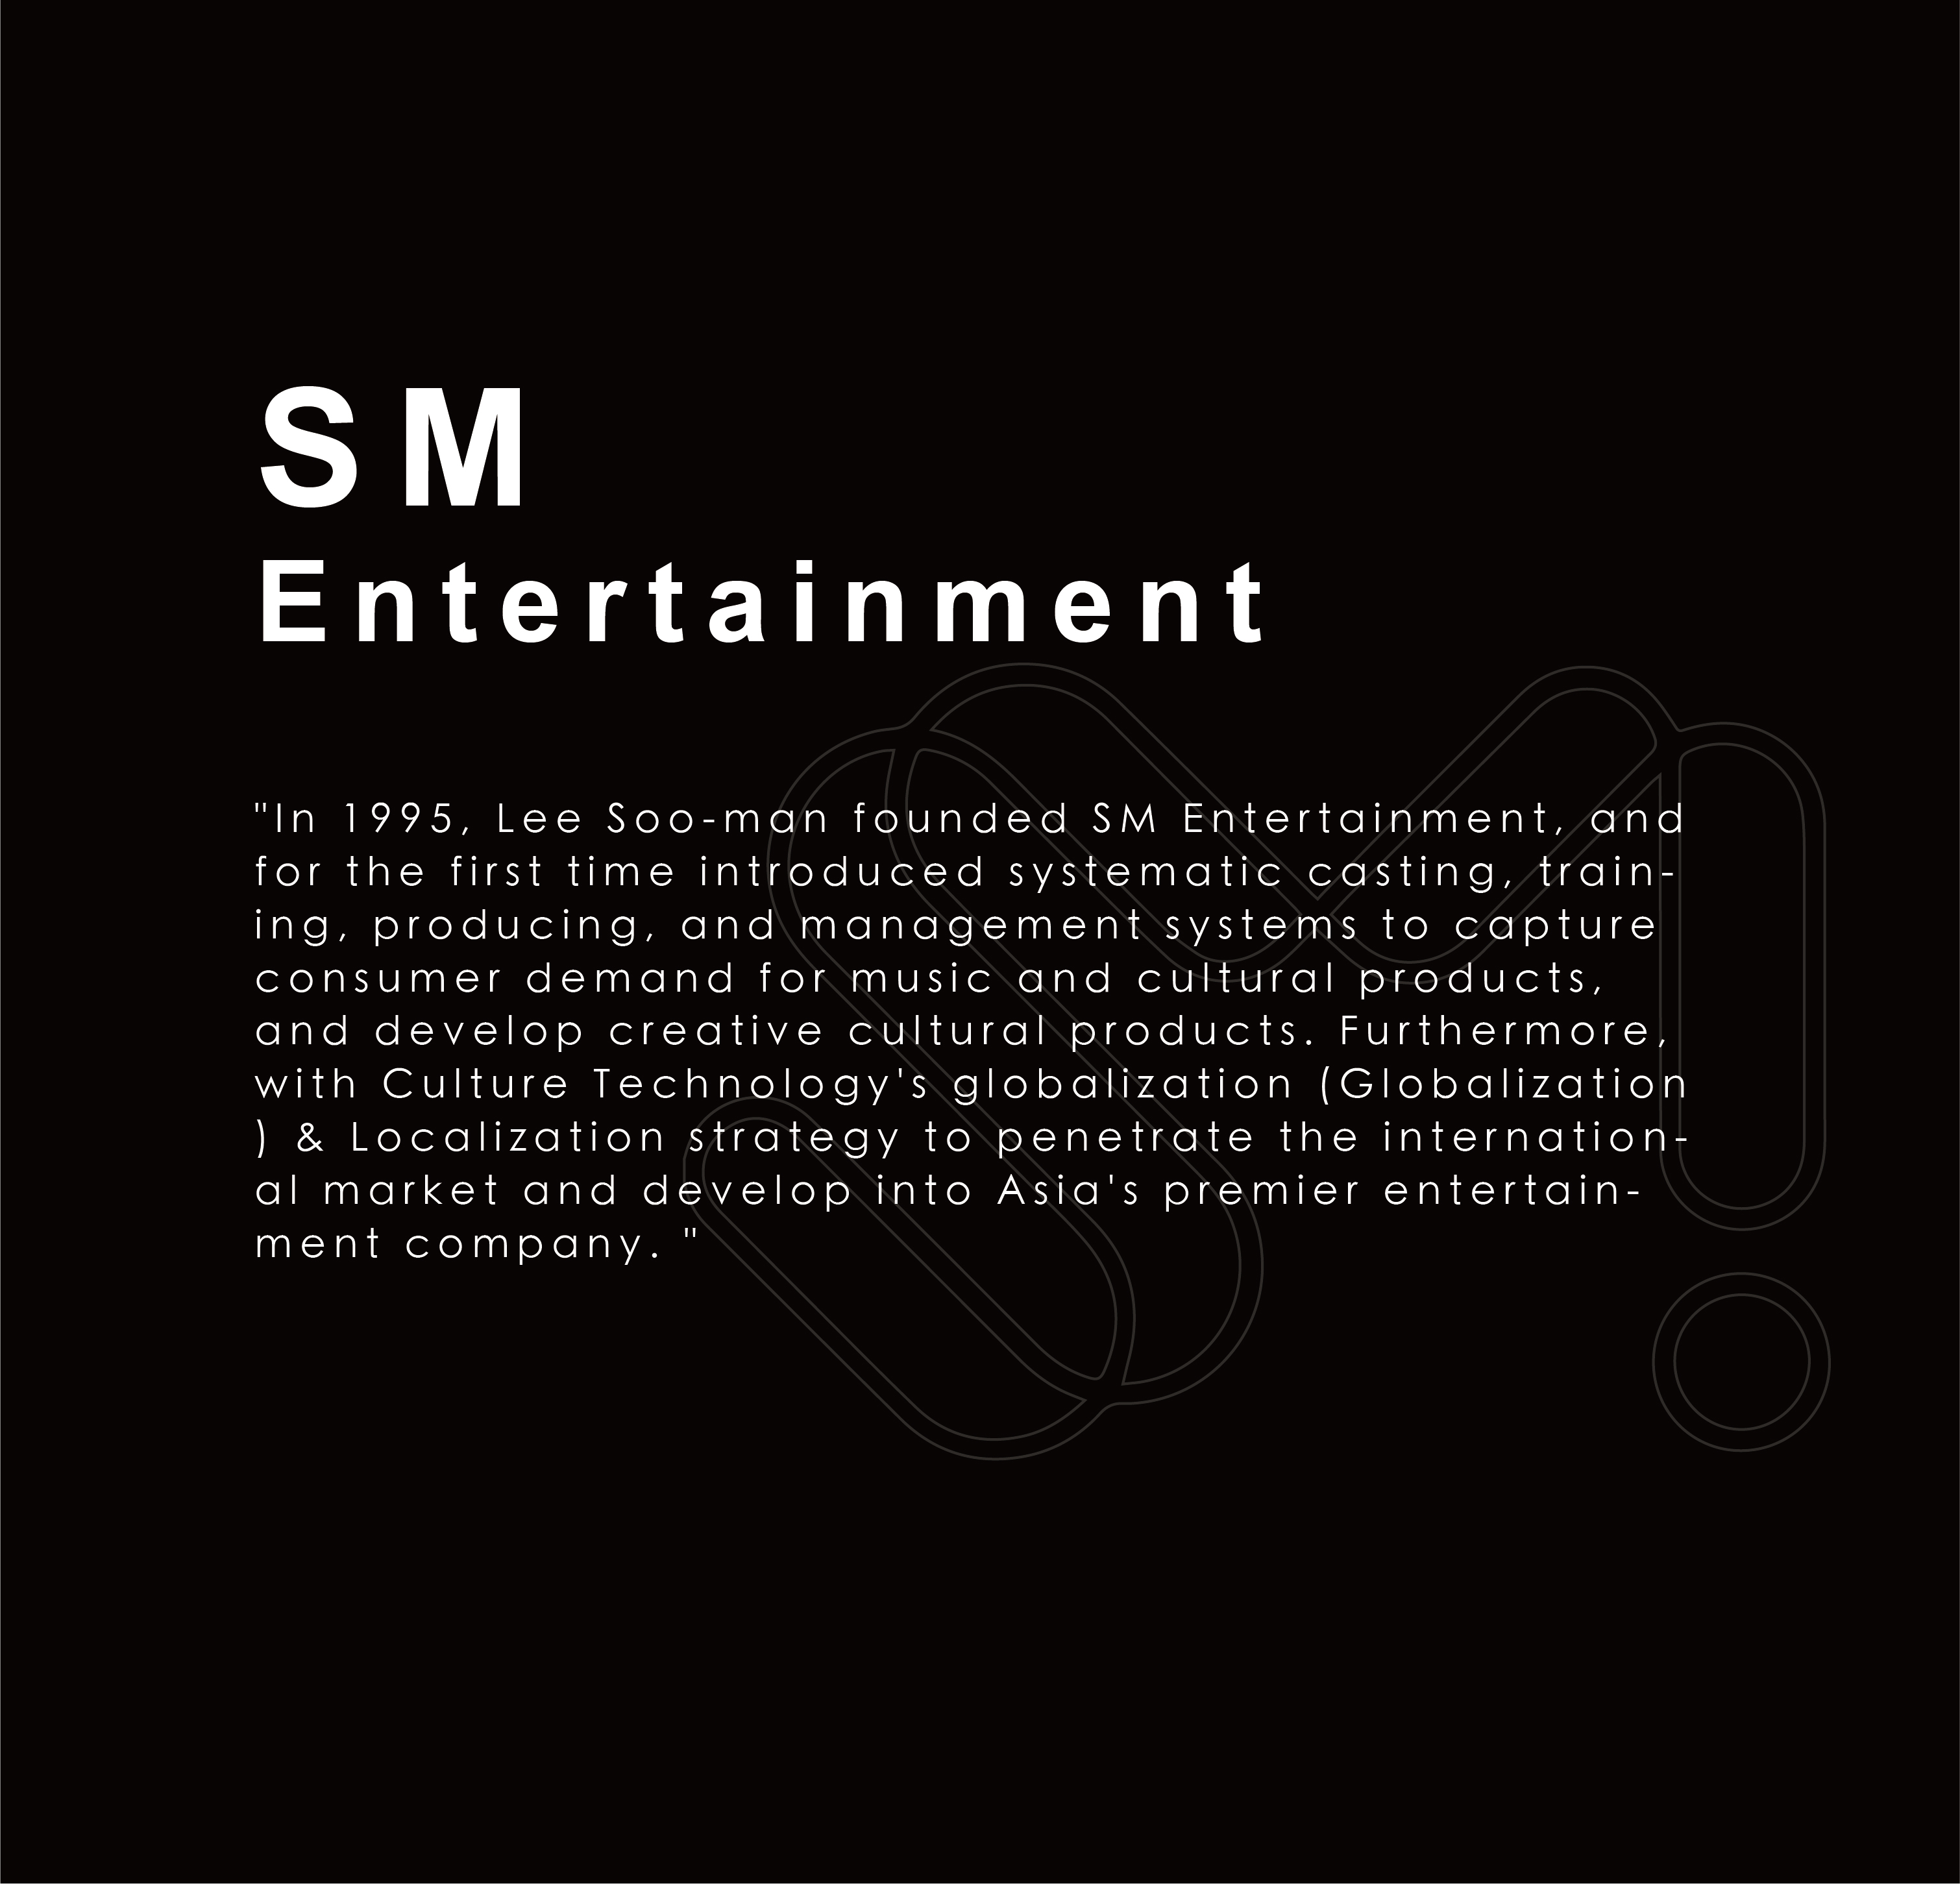 SM
Entertainment
"In 1995, Lee Soo-man founded SM Entertainment, and
for the first time introduced systematic casting, train-
ing, producing, and management systems to capture
consumer demand for music and cultural products,
and develop creative cultural products. Furthermore,
with Culture Technology's globalization (Globalization
) & Localization strategy to penetrate the internation-
al market and develop into Asia's premier entertain-
ment company. "